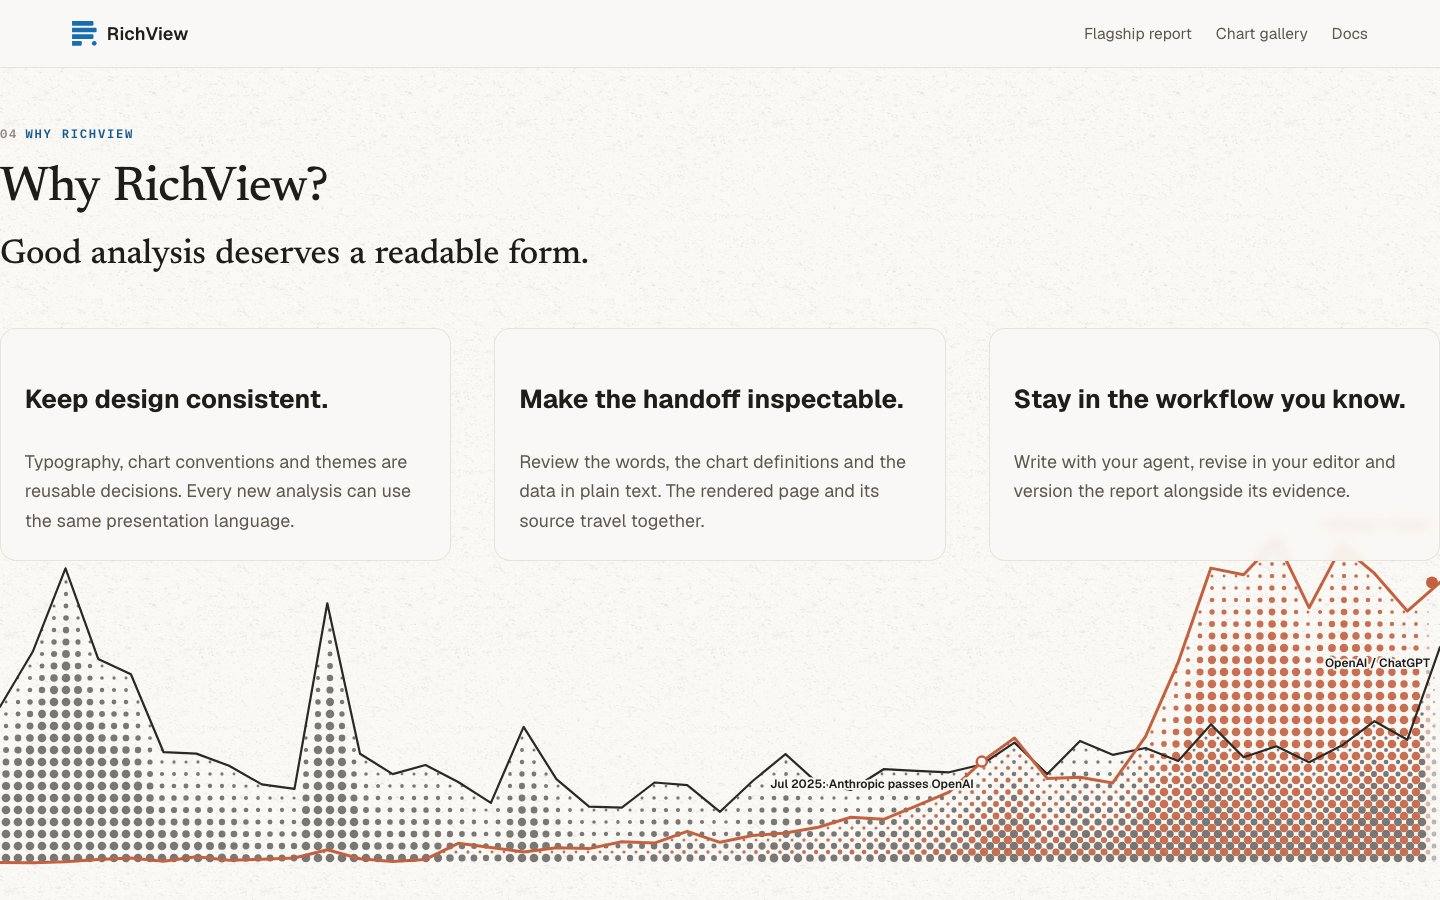 RichView
Flagship report
Chart gallery
Docs
04 WHY RICHVIEW
Why RichView?
Good analysis deserves a readable form.
Keep design consistent.
Typography, chart conventions and themes are
reusable decisions. Every new analysis can use
the same presentation language.
Make the handoff inspectable.
Review the words, the chart definitions and the
data in plain text. The rendered page and its
source travel together.
Stay in the workflow you know.
Write with your agent, revise in your editor and
version the report alongside its evidence.
OpenAI / ChatGPT
Jul 2025: Anthropic passes OpenAI